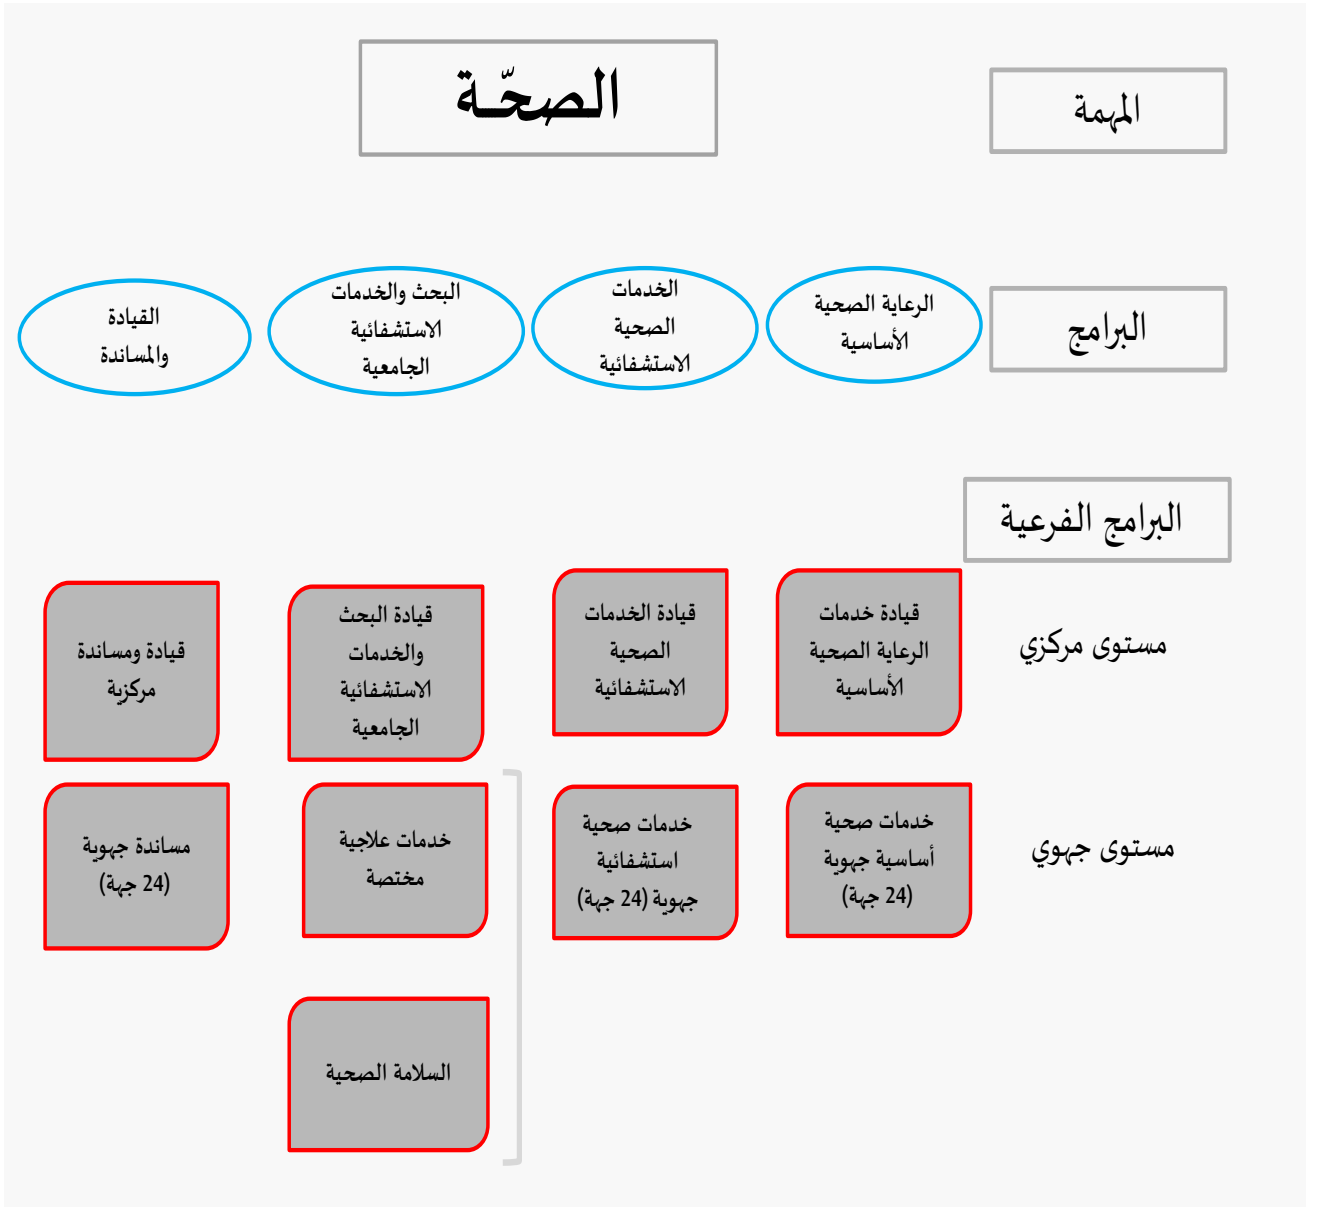 المهمة
الصحّـة
البرامج
الرعاية الصحية
الأساسية
الخدمات
الصحية
الاستشفائية
البحث والخدمات
الاستشفائية
الجامعية
القيادة
والمساندة
البرامج الفرعية
مستوى مركزي
قيادة خدمات
الرعاية الصحية
الأساسية
قيادة الخدمات
الصحية
الاستشفائية
قيادة البحث
والخدمات
الاستشفائية
الجامعية
قيادة ومساندة
مركزية
مستوى جهوي
خدمات صحية
أساسية جهوية
(24 جهة)
خدمات صحية
استشفائية
جهوية (24 جهة)
خدمات علاجية
مختصة
مساندة جهوية
(24 جهة)
السلامة الصحية